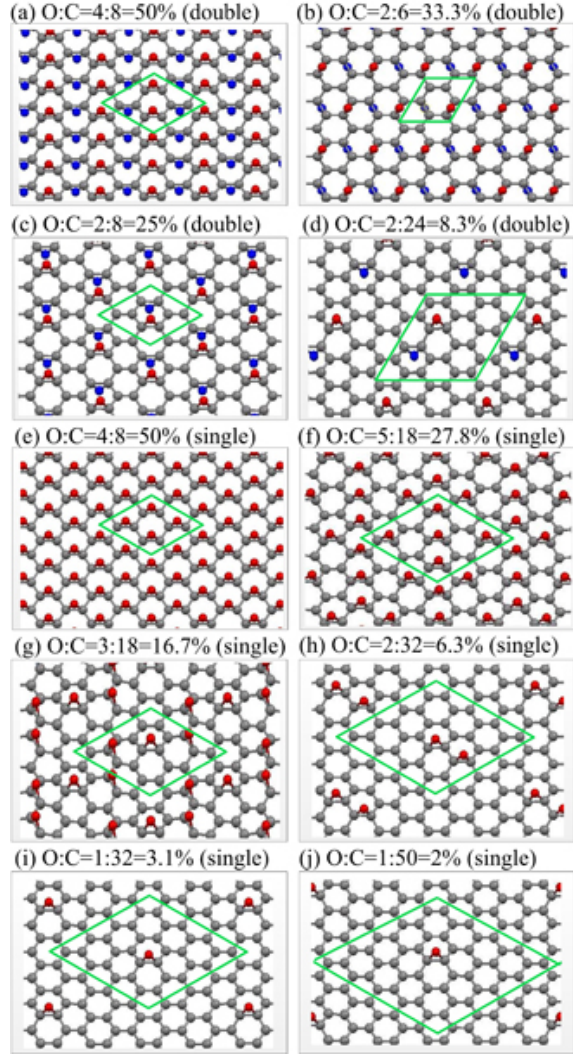 (a) O:C=4:8=50% (double)
(b) O:C=2:6=33.3% (double)
(c) O:C=2:8=25% (double)
(d) O:C=2:24=8.3% (double)
(e) O:C=4:8=50% (single)
(f) O:C=5:18=27.8% (single)
(g) O:C=3:18=16.7% (single)
(h) O:C=2:32=6.3% (single)
(i) O:C=1:32=3.1% (single)
(j) O:C=1:50=2% (single)